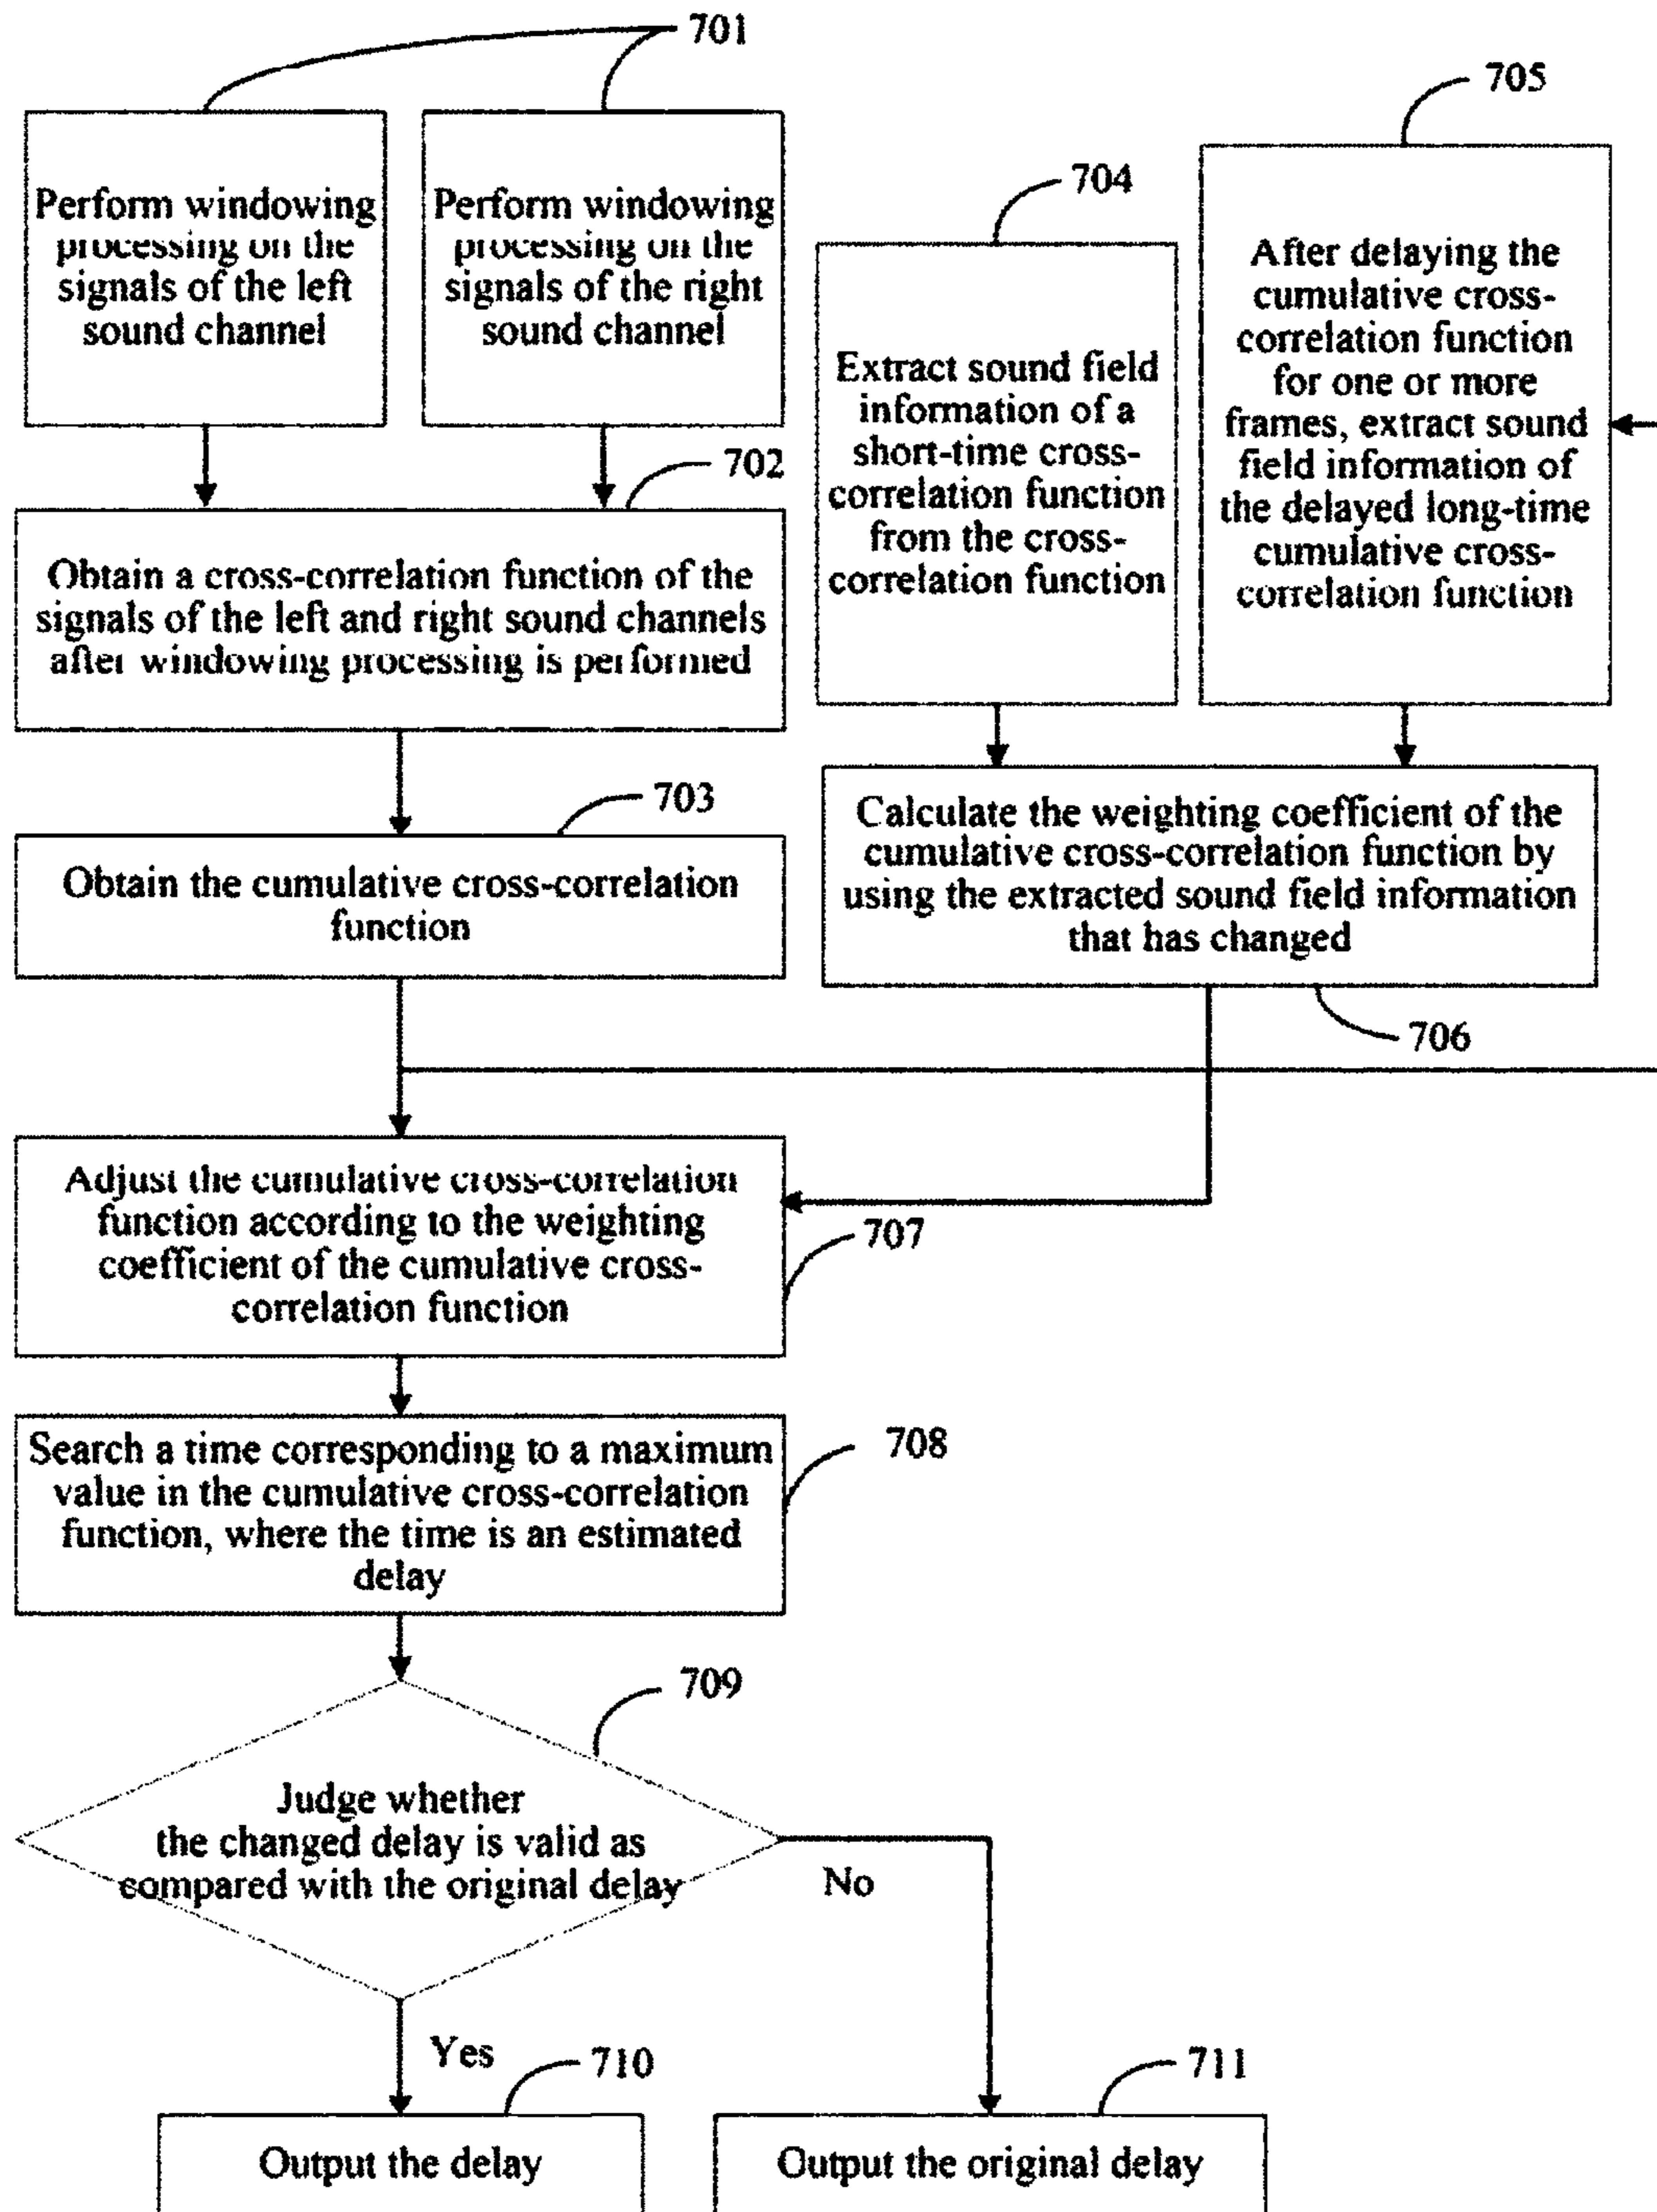 701
Perform windowing
processing on the
signals of the left
sound channel
Perform windowing
processing on the
signals of the right
sound channel
702
Obtain a cross-correlation function of the
signals of the left and right sound channels
after windowing processing is performed
703
Obtain the cumulative cross-correlation
function
704
Extract sound field
information of a
short-time cross-
correlation function
from the cross-
correlation function
705
After delaying the
cumulative cross-
correlation function
for one or more
frames, extract sound
field information of
the delayed long-time
cumulative cross-
correlation function
Calculate the weighting coefficient of the
cumulative cross-correlation function by
using the extracted sound field information
that has changed
706
Adjust the cumulative cross-correlation
function according to the weighting
coefficient of the cumulative cross-
correlation function
707
Search a time corresponding to a maximum
value in the cumulative cross-correlation
function, where the time is an estimated
delay
708
709
Judge whether
the changed delay is valid as
compared with the original delay
No
Yes
710
Output the delay
711
Output the original delay